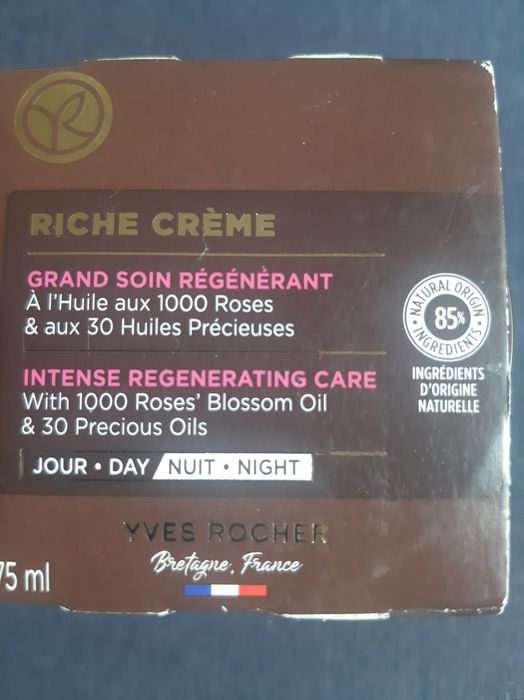 RICHE CRÈME
GRAND SOIN RÉGÉNÉRANT
À l'Huile aux 1000 Roses
& aux 30 Huiles Précieuses
NATURAL ORIGIN
85%
• INGREDIENTS •
INGRÉDIENTS
D'ORIGINE
NATURELLE
INTENSE REGENERATING CARE
With 1000 Roses' Blossom Oil
& 30 Precious Oils
JOUR • DAY NUIT • NIGHT
YVES ROCHER
Bretagne, France
75 ml